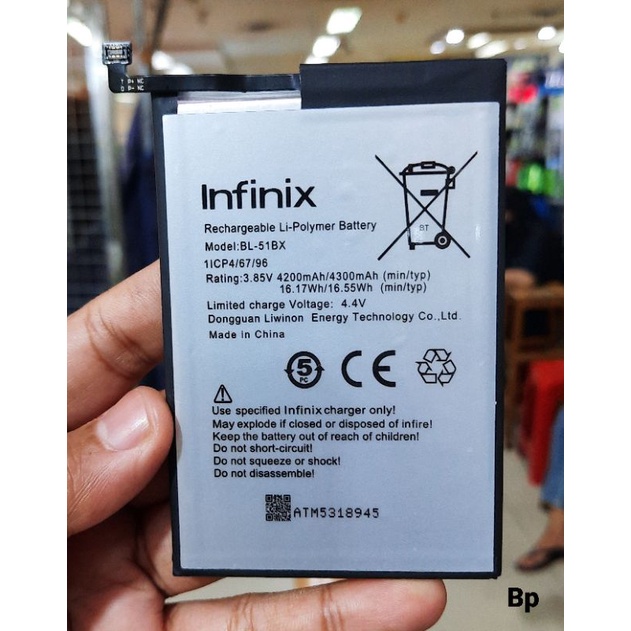 Infinix
Rechargeable Li-Polymer Battery
Model:BL-51BX
1ICP4/67/96
Rating:3.85V 4200mAh/4300mAh (min/typ)
16.17Wh/16.55Wh (min/typ)
Limited charge Voltage: 4.4V
Dongguan Liwinon Energy Technology Co.,Ltd.
Made in China
BT
5
PC
CE
Use specified Infinix charger only!
May explode if closed or disposed of infire!
Keep the battery out of reach of children!
Do not short-circuit!
Do not squeeze or shock!
Do not disassemble!
ATM5318945
Bp